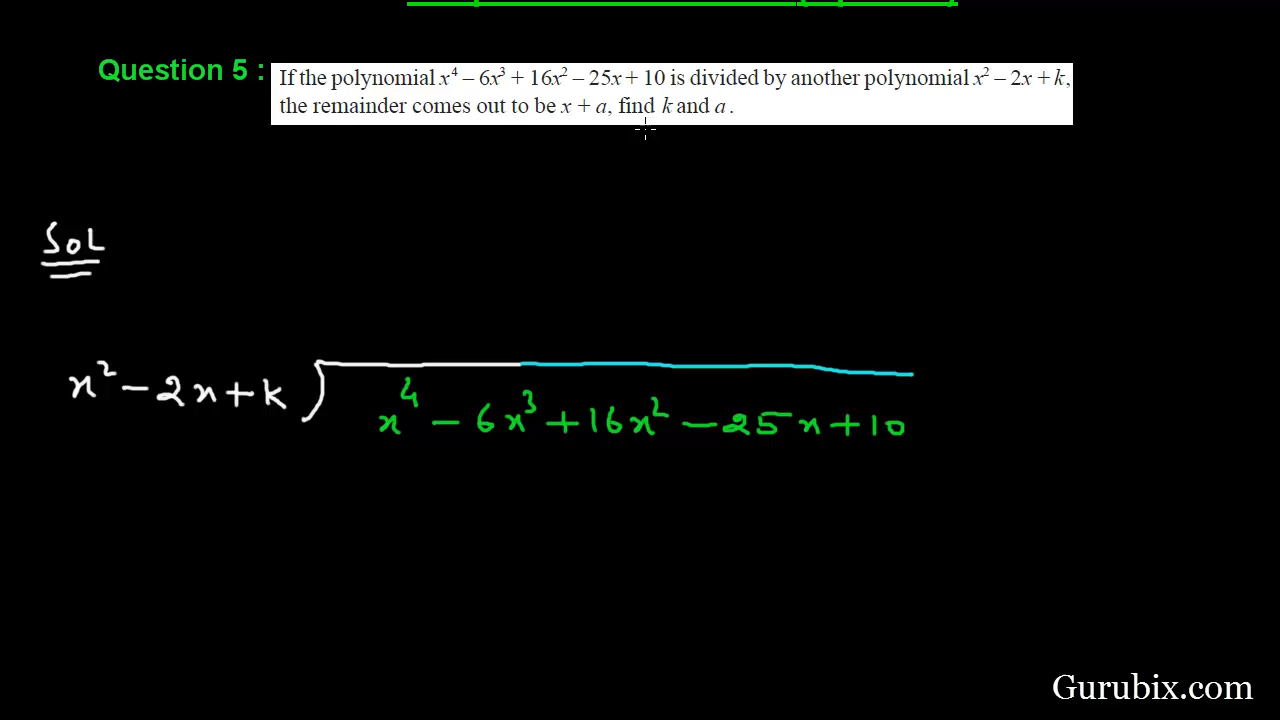 Question 5 :
If the polynomial x⁴ – 6x³ + 16x² – 25x + 10 is divided by another polynomial x² – 2x + k,
the remainder comes out to be x + a, find k and a .
SOL
x² - 2x + k ) x⁴ - 6x³ + 16x² - 25x + 10
Gurubix.com